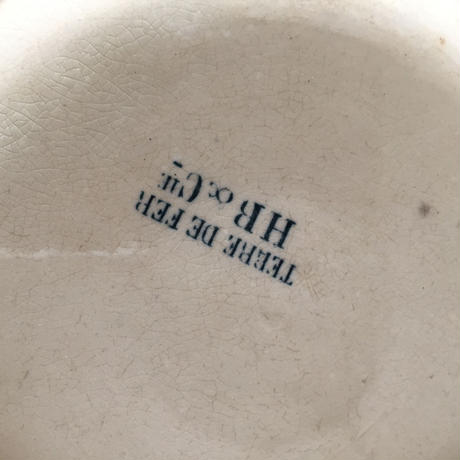 TERRE DE FER
HB & CIE